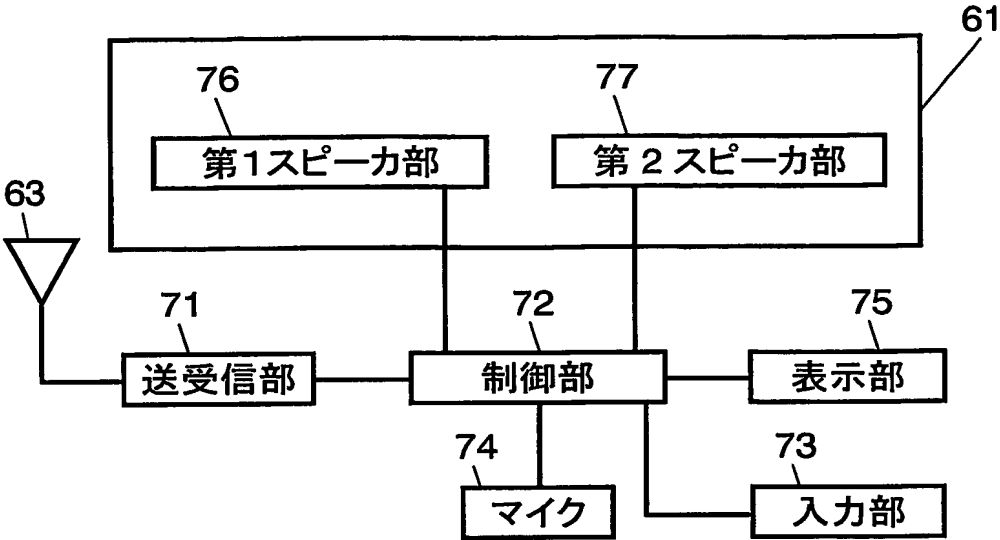 61
76
77
第1スピーカ部
第2スピーカ部
63
71
72
75
送受信部
制御部
表示部
74
73
マイク
入力部